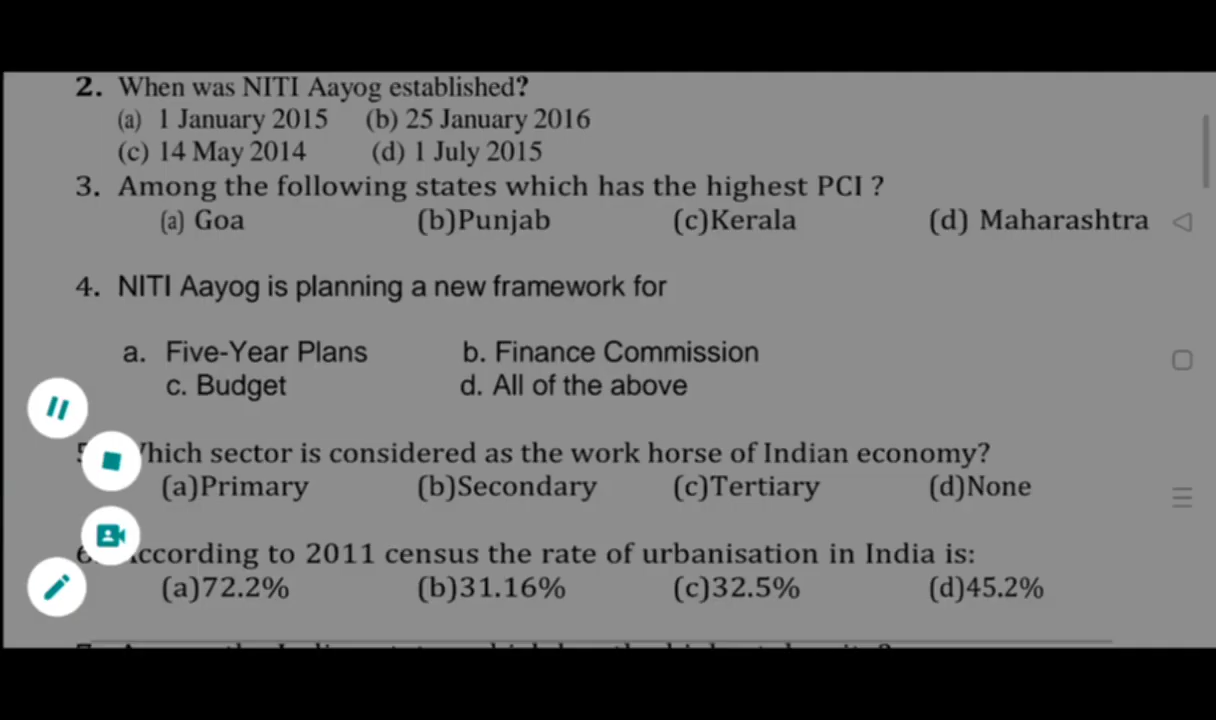 2. When was NITI Aayog established?
(a) 1 January 2015 (b) 25 January 2016
(c) 14 May 2014 (d) 1 July 2015
3. Among the following states which has the highest PCI ?
(a) Goa (b)Punjab (c)Kerala (d) Maharashtra
4. NITI Aayog is planning a new framework for
a. Five-Year Plans b. Finance Commission
c. Budget d. All of the above
hich sector is considered as the work horse of Indian economy?
(a)Primary (b)Secondary (c)Tertiary (d)None
ccording to 2011 census the rate of urbanisation in India is:
(a)72.2% (b)31.16% (c)32.5% (d)45.2%